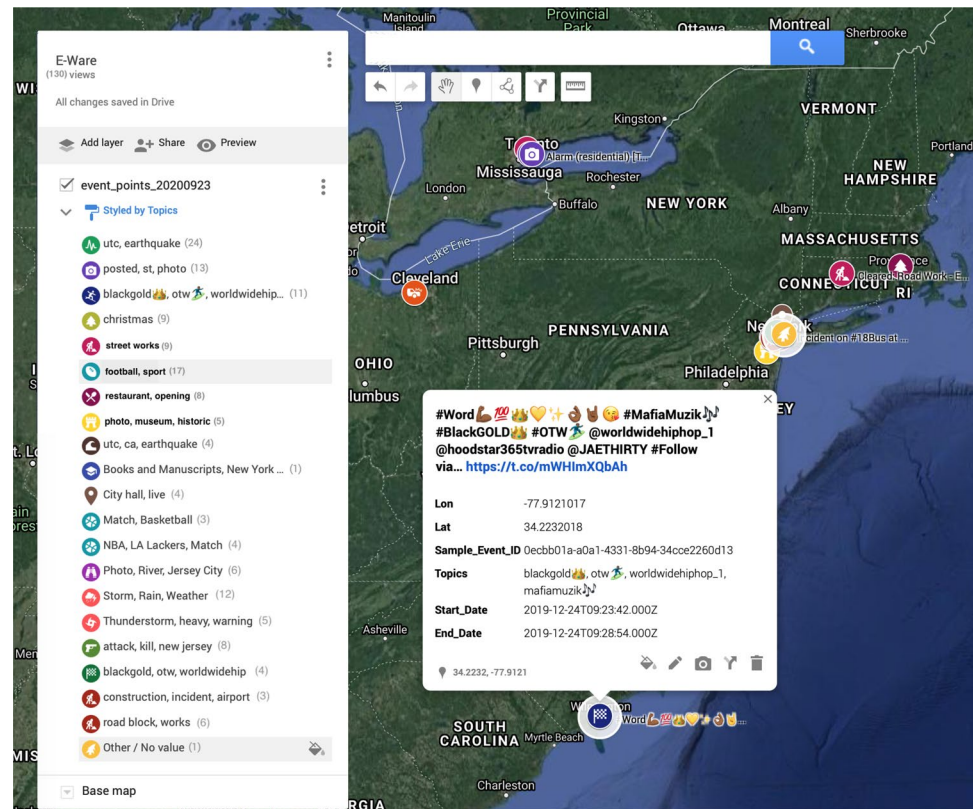 E-Ware
(130) views
All changes saved in Drive
Add layer
Share
Preview
event_points_20200923
Styled by Topics
utc, earthquake (24)
posted, st, photo (13)
blackgold👑, otw🏄‍♂️, worldwidehip... (11)
christmas (9)
street works (9)
football, sport (17)
restaurant, opening (8)
photo, museum, historic (5)
utc, ca, earthquake (4)
Books and Manuscripts, New York ... (1)
City hall, live (4)
Match, Basketball (3)
NBA, LA Lackers, Match (4)
Photo, River, Jersey City (6)
Storm, Rain, Weather (12)
Thunderstorm, heavy, warning (5)
attack, kill, new jersey (8)
blackgold, otw, worldwidehip (4)
construction, incident, airport (3)
road block, works (6)
Other / No value (1)
Base map
Manitoulin
Island
Provincial
Park
Ottawa
Montreal
Sherbrooke
Kingston
VERMONT
Portland
Toronto
Alarm (residential) [T...
Mississauga
Rochester
NEW
HAMPSHIRE
London
Buffalo
NEW YORK
Albany
etroit
MASSACHUSETTS
Lake Erie
Providence
Cleared: Road Work - E...
Cleveland
CONNECTICUT
RI
PENNSYLVANIA
cident on #18Bus at ...
Pittsburgh
OHIO
Philadelphia
lumbus
EY
#Word💪🏾💯👑💛✨👌🏾🤘🏾😘 #MafiaMuzik🎶
#BlackGOLD👑 #OTW🏄‍♂️ @worldwidehiphop_1
@hoodstar365tvradio @JAETHIRTY #Follow
via... https://t.co/mWHImXQbAh
Lon -77.9121017
Lat 34.2232018
Sample_Event_ID 0ecbb01a-a0a1-4331-8b94-34cce2260d13
Topics blackgold👑, otw🏄‍♂️, worldwidehiphop_1,
mafiamuzik🎶
Start_Date 2019-12-24T09:23:42.000Z
End_Date 2019-12-24T09:28:54.000Z
34.2232, -77.9121
Asheville
Word💪🏾💯👑💛✨👌🏾🤘...
SOUTH
CAROLINA
Myrtle Beach
Charleston
RGIA